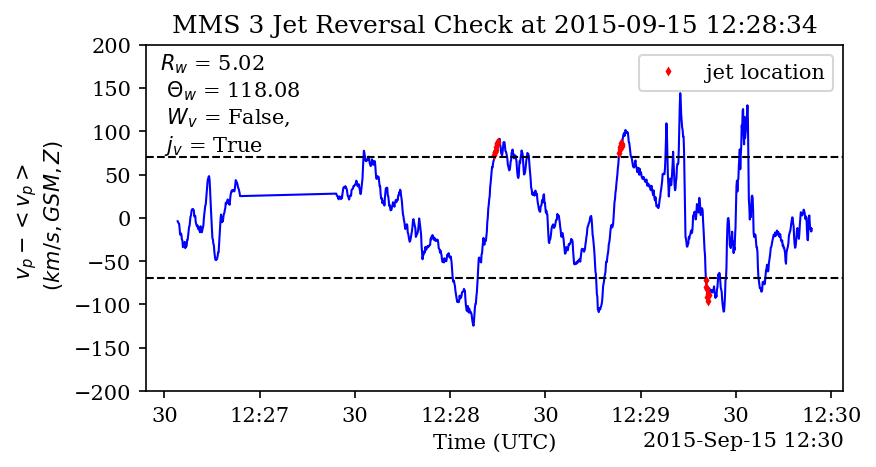 MMS 3 Jet Reversal Check at 2015-09-15 12:28:34
200
150
100
50
0
−50
−100
−150
−200
v_p − <v_p>
(km/s, GSM, Z)
R_w = 5.02
Θ_w = 118.08
W_v = False,
j_v = True
jet location
30 12:27 30 12:28 30 12:29 30 12:30
Time (UTC)
2015-Sep-15 12:30